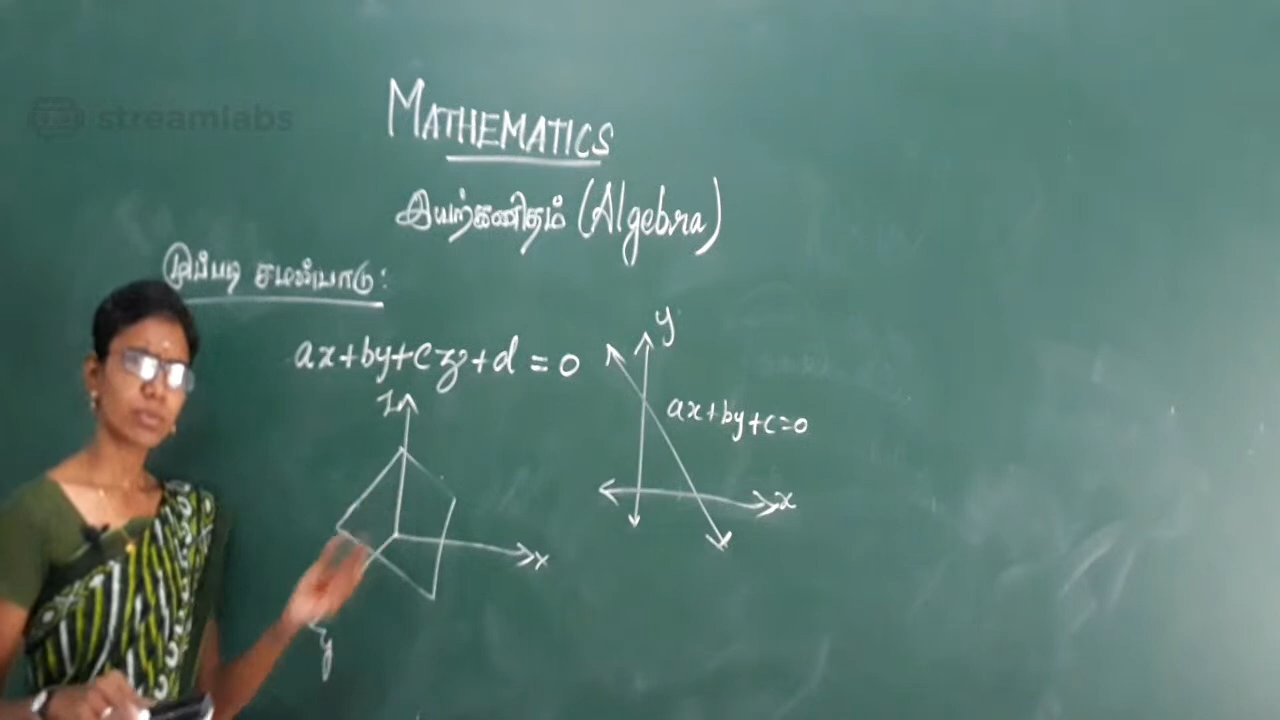 streamlabs
MATHEMATICS
இயற்கணிதம் (Algebra)
முப்படி சமன்பாடு:
ax+by+cz+d=0
y
ax+by+c=0
z
x
x
y